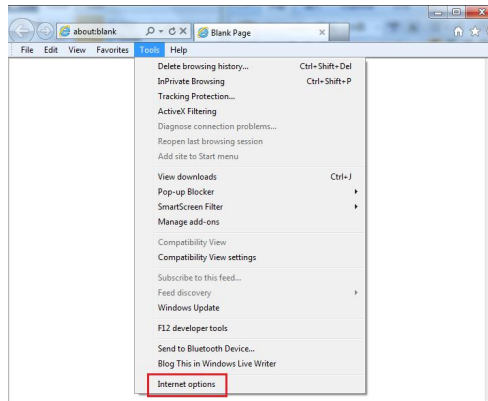 about:blank
Blank Page
File Edit View Favorites Tools Help
Delete browsing history... Ctrl+Shift+Del
InPrivate Browsing Ctrl+Shift+P
Tracking Protection...
ActiveX Filtering
Diagnose connection problems...
Reopen last browsing session
Add site to Start menu
View downloads Ctrl+J
Pop-up Blocker
SmartScreen Filter
Manage add-ons
Compatibility View
Compatibility View settings
Subscribe to this feed...
Feed discovery
Windows Update
F12 developer tools
Send to Bluetooth Device...
Blog This in Windows Live Writer
Internet options